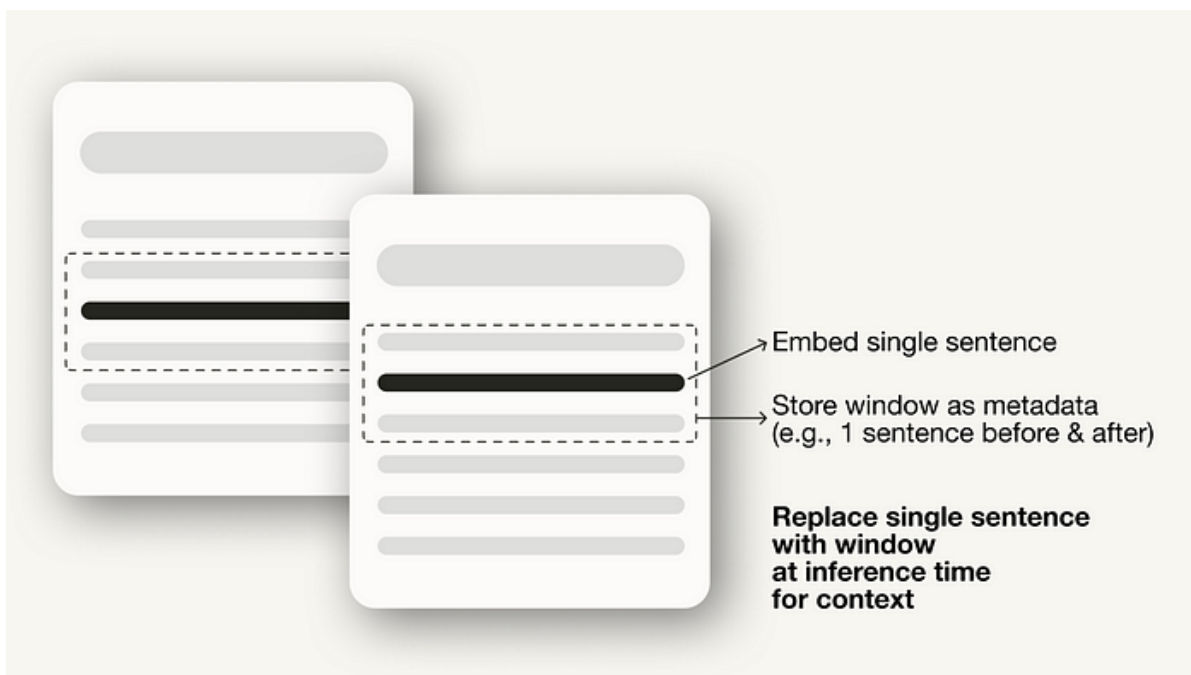 Embed single sentence
Store window as metadata
(e.g., 1 sentence before & after)
Replace single sentence
with window
at inference time
for context